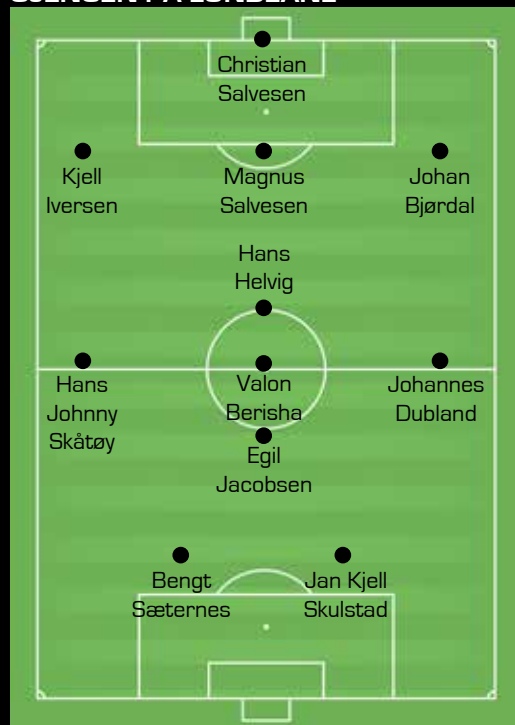 Christian
Salvesen
Kjell
Iversen
Magnus
Salvesen
Johan
Bjørdal
Hans
Helvig
Hans
Johnny
Skåtøy
Valon
Berisha
Johannes
Dubland
Egil
Jacobsen
Bengt
Sæternes
Jan Kjell
Skulstad